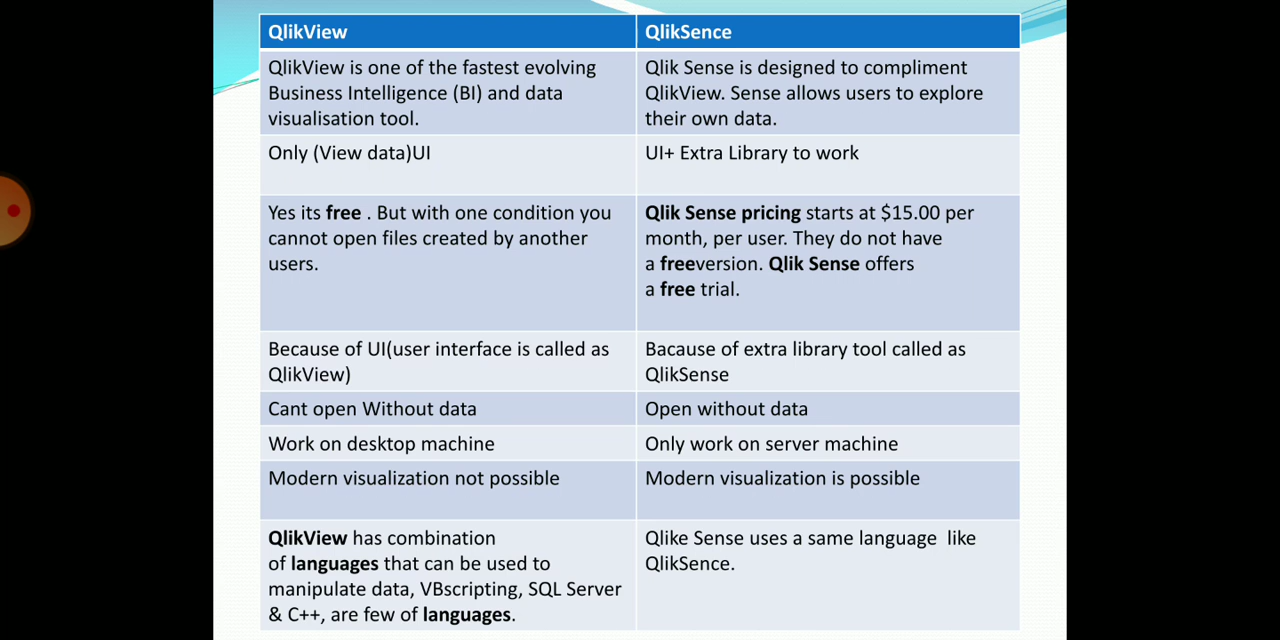 QlikView
QlikSence
QlikView is one of the fastest evolving
Business Intelligence (BI) and data
visualisation tool.
Qlik Sense is designed to compliment
QlikView. Sense allows users to explore
their own data.
Only (View data)UI
UI+ Extra Library to work
Yes its free . But with one condition you
cannot open files created by another
users.
Qlik Sense pricing starts at $15.00 per
month, per user. They do not have
a freeversion. Qlik Sense offers
a free trial.
Because of UI(user interface is called as
QlikView)
Bacause of extra library tool called as
QlikSense
Cant open Without data
Open without data
Work on desktop machine
Only work on server machine
Modern visualization not possible
Modern visualization is possible
QlikView has combination
of languages that can be used to
manipulate data, VBscripting, SQL Server
& C++, are few of languages.
Qlike Sense uses a same language  like
QlikSence.